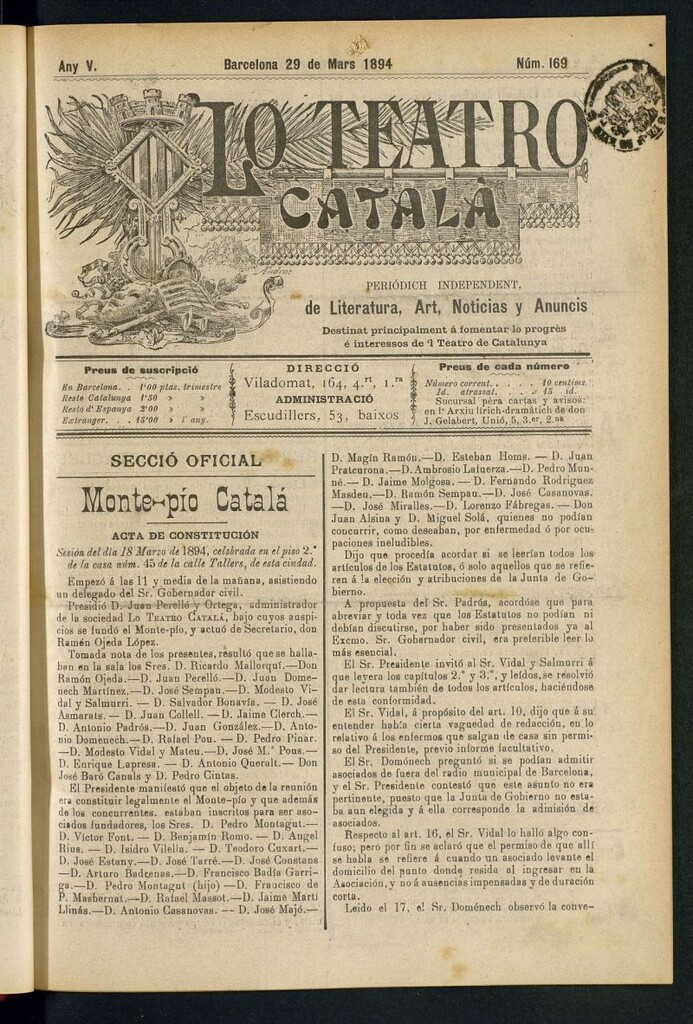 Any V.
Barcelona 29 de Mars 1894
Núm. 169
LO TEATRO
CATALÁ
PERIÓDICH INDEPENDENT,
de Literatura, Art, Noticias y Anuncis
Destinat principalment á fomentar lo progrès
é interessos de 'l Teatro de Catalunya
Preus de suscripció
En Barcelona. . 1'00 ptas. trimestre
Resto Catalunya 1'50 » »
Resto d' Espanya 2'00 » »
Extranger. . . 15'00 » l' any.
DIRECCIÓ
Viladomat, 164, 4.rt, 1.ra
ADMINISTRACIÓ
Escudillers, 53, baixos
Preus de cada número
Número corrent. . . . . 10 centims.
Id. atrassat. . . . . 15 id.
Sucursal pera cartas y avisos:
en l' Arxiu lírich-dramátich de don
J. Gelabert, Unió, 5, 3.er, 2.na
SECCIÓ OFICIAL
Monte-pío Catalá
ACTA DE CONSTITUCIÓN
Sesión del día 18 Marzo de 1894, celebrada en el piso 2.º
de la casa núm. 45 de la calle Tallers, de esta ciudad.
Empezó á las 11 y media de la mañana, asistiendo
un delegado del Sr. Gobernador civil.
Presidió D. Juan Perelló y Ortega, administrador
de la sociedad LO TEATRO CATALÁ, bajo cuyos auspi-
cios se fundó el Monte-pío, y actuó de Secretario, don
Ramón Ojeda López.
Tomada nota de los presentes, resultó que se halla-
ban en la sala los Sres. D. Ricardo Mallorquí.—Don
Ramón Ojeda.—D. Juan Perelló.—D. Juan Dome-
nech Martínez.—D. José Sempau.—D. Modesto Vi-
dal y Salmurri. — D. Salvador Bonavía. — D. José
Asmarats. — D. Juan Collell. — D. Jaime Clerch.—
D. Antonio Padrós.—D. Juan González.—D. Anto-
nio Domenech.—D. Rafael Pou. — D. Pedro Pinar.
—D. Modesto Vidal y Mateu.—D. José M.ª Pous.—
D. Enrique Lapresa. — D. Antonio Queralt.— Don
José Baró Canuls y D. Pedro Cintas.
El Presidente manifestó que el objeto de la reunión
era constituir legalmente el Monte-pío y que además
de los concurrentes. estaban inscritos para ser aso-
ciados fundadores, los Sres. D. Pedro Montagut.—
D. Víctor Font. — D. Benjamín Romo. — D. Angel
Rius. — D. Isidro Vilella. — D. Teodoro Cuxart.—
D. José Estany.—D. José Tarré.—D. José Constans
—D. Arturo Badrenas.—D. Francisco Badía Garri-
ga.—D. Pedro Montagut (hijo) —D. Francisco de
P. Masbernat.—D. Rafael Massot.—D. Jaime Martí
Llinás.—D. Antonio Casanovas. — D. José Majó.—
D. Magín Ramón.—D. Esteban Homs. — D. Juan
Pratcurona.—D. Ambrosio Lafuerza.—D. Pedro Mun-
né.— D. Jaime Molgosa. — D. Fernando Rodriguez
Masdeu.—D. Ramón Sempau.—D. José Casanovas.
—D. José Miralles.—D. Lorenzo Fábregas. — Don
Juan Alsina y D. Miguel Solá, quienes no podían
concurrir, como deseaban, por enfermedad ó por ocu-
paciones ineludibles.
Dijo que procedía acordar si se leerían todos los
artículos de los Estatutos, ó solo aquellos que se refie-
ren á la elección y atribuciones de la Junta de Go-
bierno.
A propuesta del Sr. Padrós, acordóse que para
abreviar y toda vez que los Estatutos no podían ni
debían discutirse, por haber sido presentados ya al
Excmo. Sr. Gobernador civil, era preferible leer lo
más esencial.
El Sr. Presidente invitó al Sr. Vidal y Salmurri á
que leyera los capítulos 2.º y 3.º, y leídos, se resolvió
dar lectura también de todos los artículos, haciéndose
de esta conformidad.
El Sr. Vidal, á propósito del art. 10, dijo que á su
entender había cierta vaguedad de redacción, en lo
relativo á los enfermos que salgan de casa sin permi-
so del Presidente, previo informe facultativo.
El Sr. Domónech preguntó si se podían admitir
asociados de fuera del radio municipal de Barcelona,
y el Sr. Presidente contestó que este asunto no era
pertinente, puesto que la Junta de Gobierno no esta-
ba aun elegida y á ella corresponde la admisión de
asociados.
Respecto al art. 16, el Sr. Vidal lo halló algo con-
fuso; pero por fin se aclaró que el permiso de que allí
se habla se refiere á cuando un asociado levante el
domicilio del punto donde resida al ingresar en la
Asociación, y no á ausencias impensadas y de duración
corta.
Leido el 17, el Sr. Doménech observó la conve-